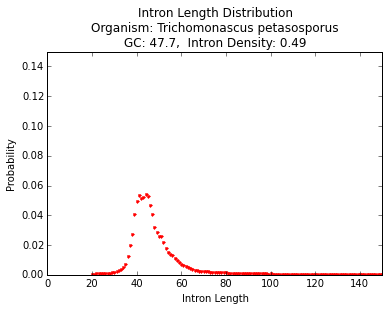 Intron Length Distribution
Organism: Trichomonascus petasosporus
GC: 47.7,  Intron Density: 0.49
0.14
0.12
0.10
0.08
0.06
0.04
0.02
0.00
Probability
0 20 40 60 80 100 120 140
Intron Length